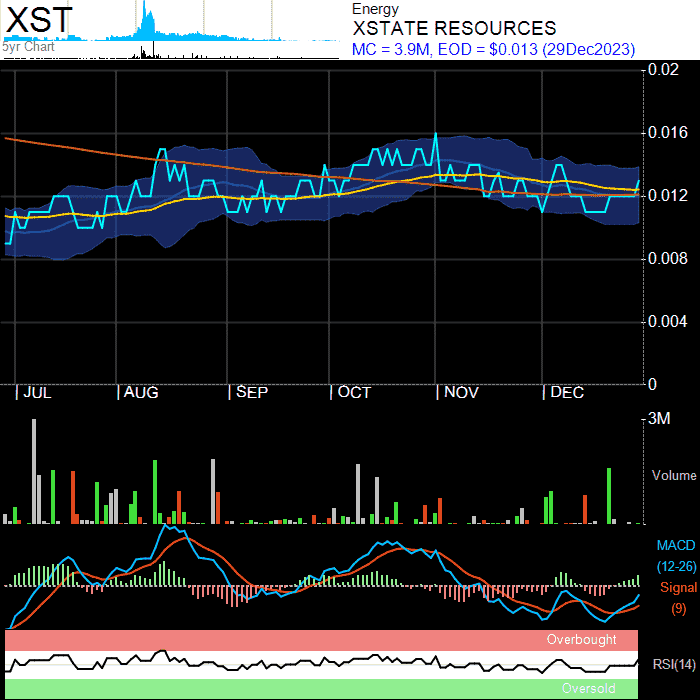 XST
5yr Chart
Energy
XSTATE RESOURCES
MC = 3.9M, EOD = $0.013 (29Dec2023)
0.02
0.016
0.012
0.008
0.004
0
JUL AUG SEP OCT NOV DEC
3M
Volume
MACD
(12-26)
Signal
(9)
Overbought
RSI(14)
Oversold